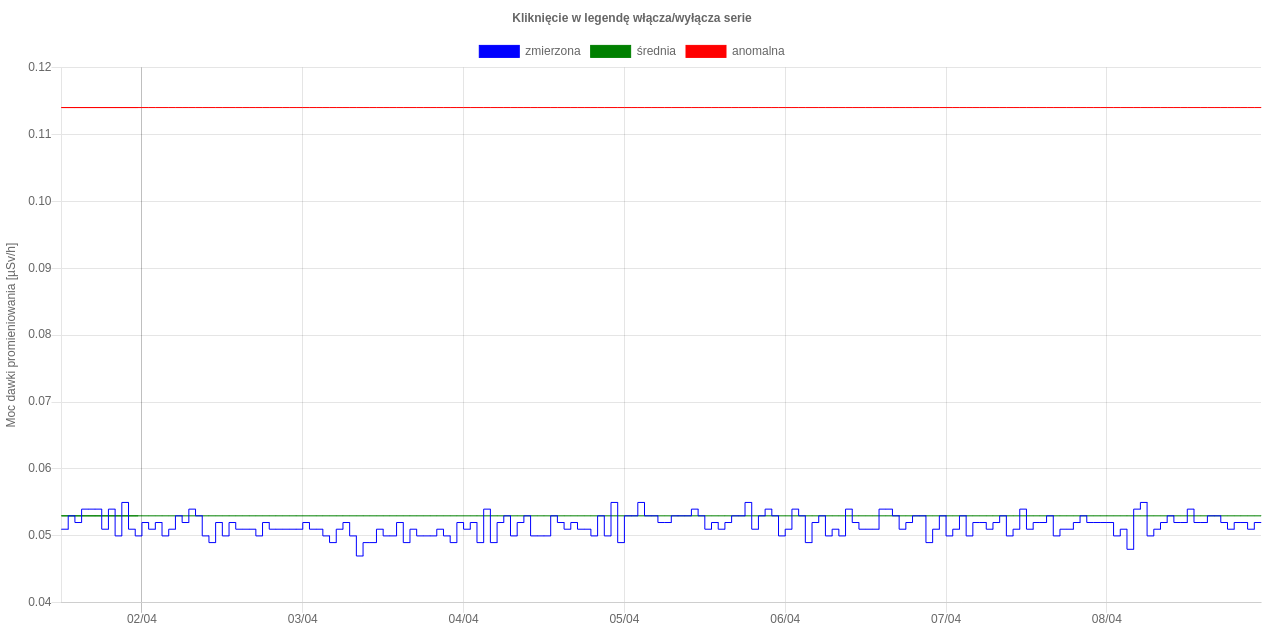 Kliknięcie w legendę włącza/wyłącza serie
zmierzona średnia anomalna
Moc dawki promieniowania [µSv/h]
0.12
0.11
0.10
0.09
0.08
0.07
0.06
0.05
0.04
02/04 03/04 04/04 05/04 06/04 07/04 08/04